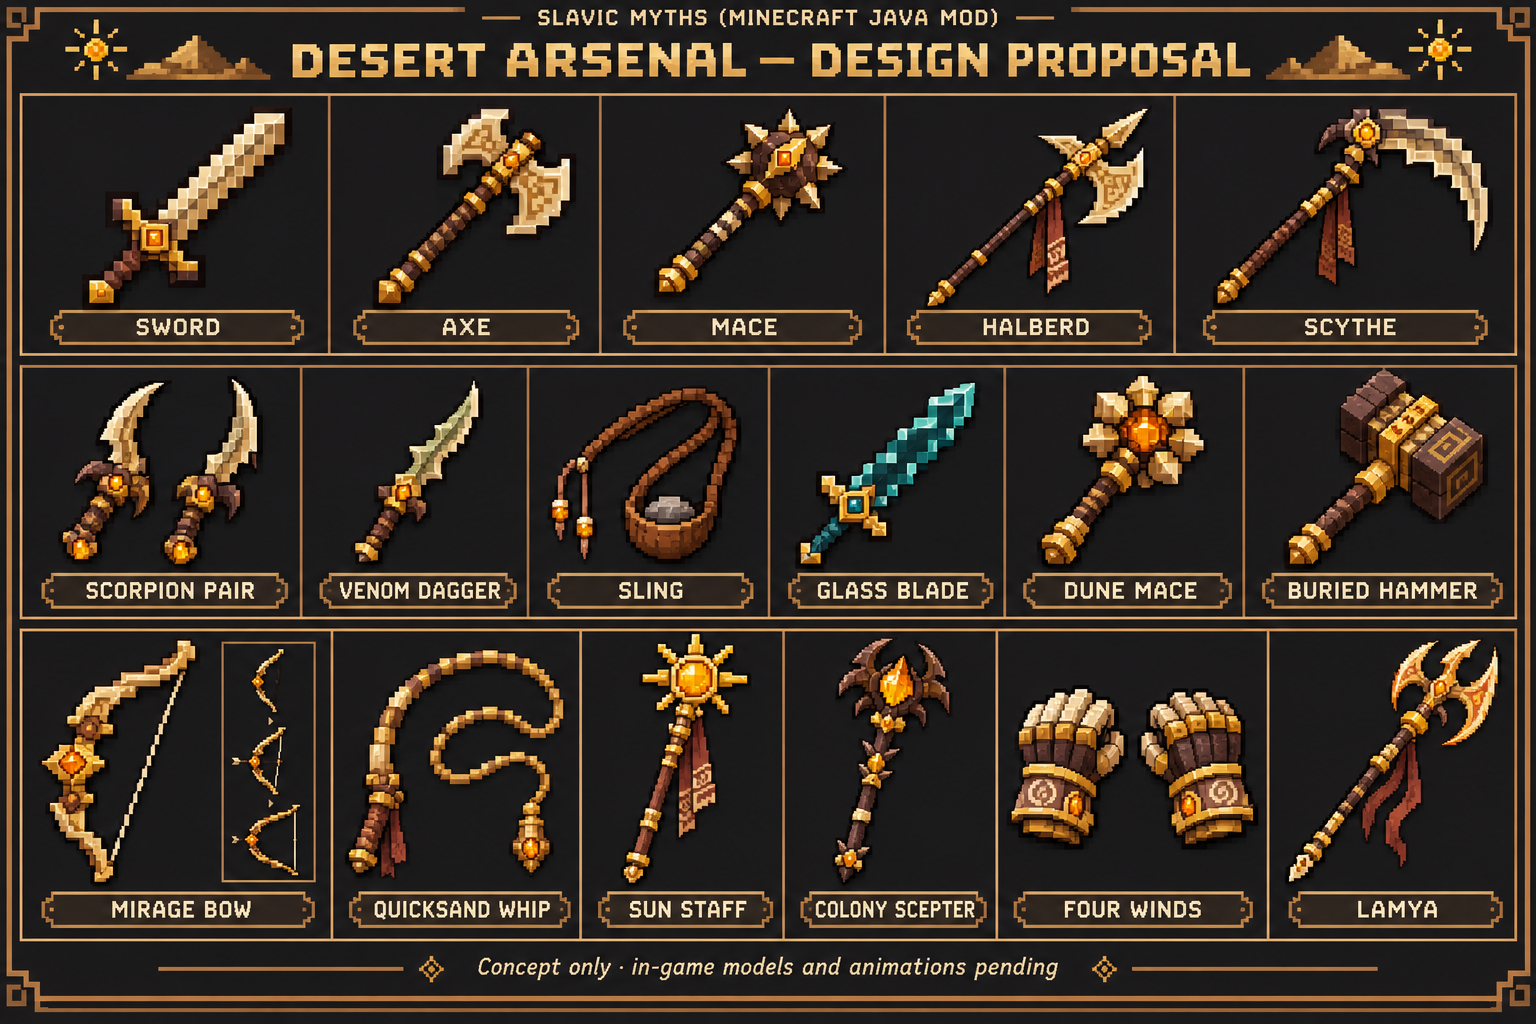 SLAVIC MYTHS (MINECRAFT JAVA MOD)
DESERT ARSENAL — DESIGN PROPOSAL
SWORD
AXE
MACE
HALBERD
SCYTHE
SCORPION PAIR
VENOM DAGGER
SLING
GLASS BLADE
DUNE MACE
BURIED HAMMER
MIRAGE BOW
QUICKSAND WHIP
SUN STAFF
COLONY SCEPTER
FOUR WINDS
LAMYA
Concept only · in-game models and animations pending